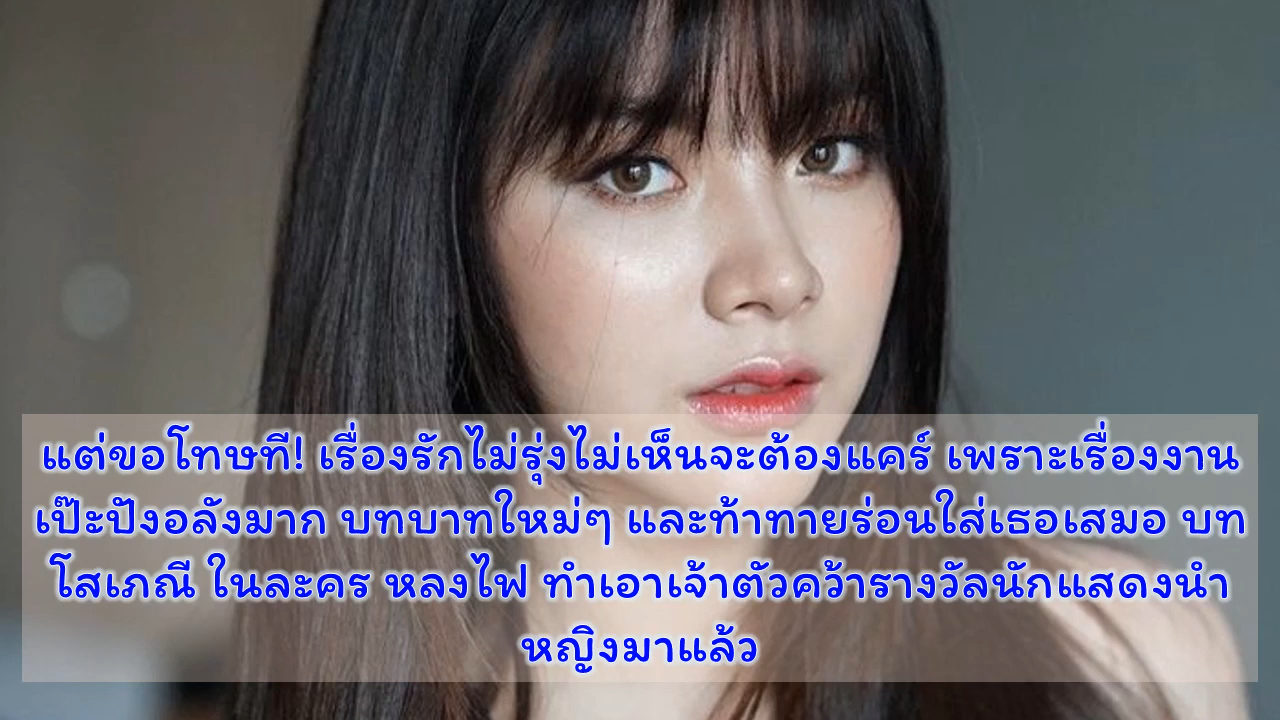 แต่ขอโทษที! เรื่องรักไม่รุ่งไม่เห็นจะต้องแคร์ เพราะเรื่องงาน
เป๊ะปังอลังมาก บทบาทใหม่ๆ และท้าทายร่อนใส่เธอเสมอ บท
โสเภณี ในละคร หลงไฟ ทำเอาเจ้าตัวคว้ารางวัลนักแสดงนำ
หญิงมาแล้ว